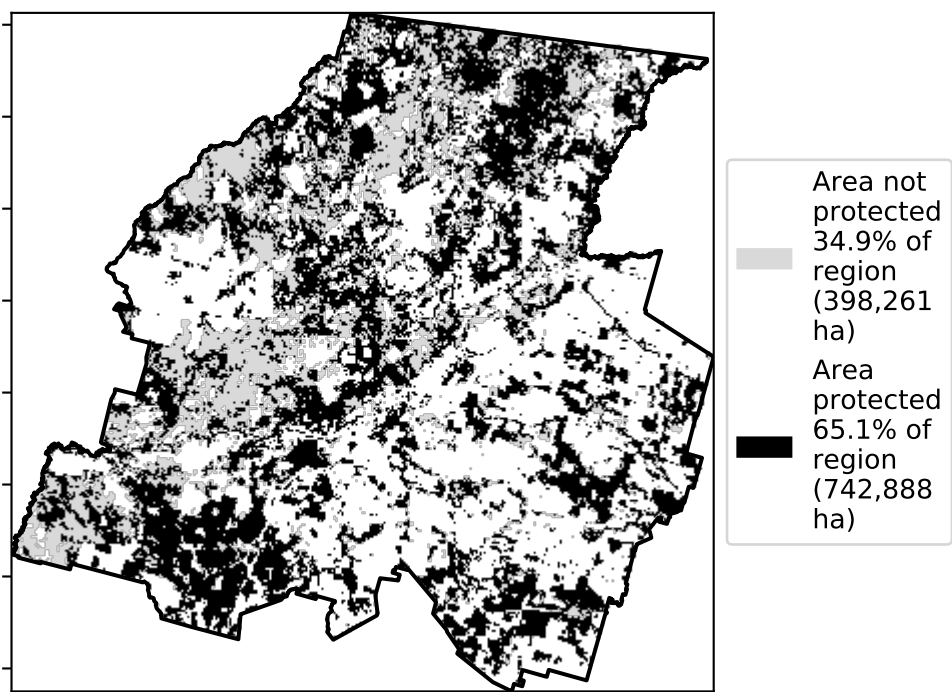 Area not
protected
34.9% of
region
(398,261
ha)
Area
protected
65.1% of
region
(742,888
ha)